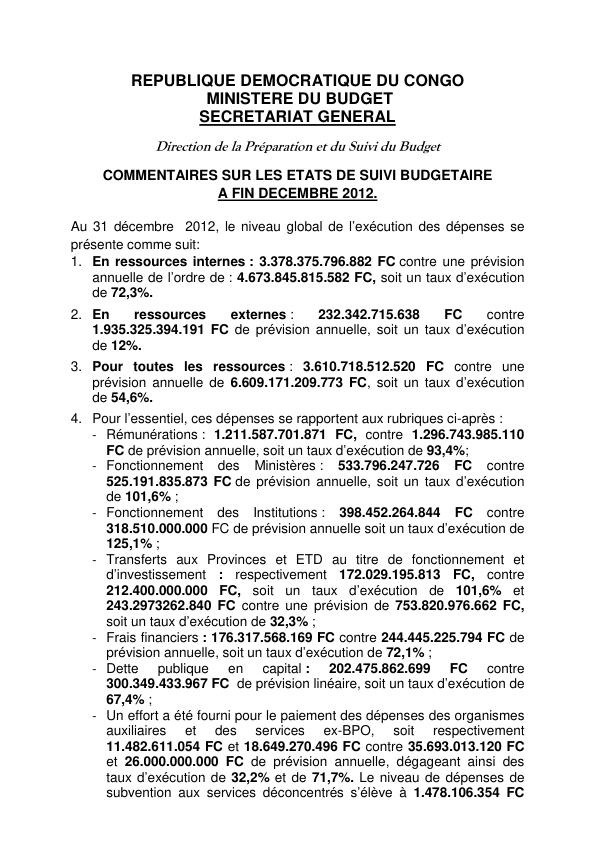 REPUBLIQUE DEMOCRATIQUE DU CONGO
MINISTERE DU BUDGET
SECRETARIAT GENERAL
Direction de la Préparation et du Suivi du Budget
COMMENTAIRES SUR LES ETATS DE SUIVI BUDGETAIRE
A FIN DECEMBRE 2012.
Au 31 décembre 2012, le niveau global de l'exécution des dépenses se
présente comme suit:
1. En ressources internes : 3.378.375.796.882 FC contre une prévision
annuelle de l'ordre de : 4.673.845.815.582 FC, soit un taux d'exécution
de 72,3%.
2. En ressources externes : 232.342.715.638 FC contre
1.935.325.394.191 FC de prévision annuelle, soit un taux d'exécution
de 12%.
3. Pour toutes les ressources : 3.610.718.512.520 FC contre une
prévision annuelle de 6.609.171.209.773 FC, soit un taux d'exécution
de 54,6%.
4. Pour l'essentiel, ces dépenses se rapportent aux rubriques ci-après :
- Rémunérations : 1.211.587.701.871 FC, contre 1.296.743.985.110
FC de prévision annuelle, soit un taux d'exécution de 93,4%;
- Fonctionnement des Ministères : 533.796.247.726 FC contre
525.191.835.873 FC de prévision annuelle, soit un taux d'exécution
de 101,6% ;
- Fonctionnement des Institutions : 398.452.264.844 FC contre
318.510.000.000 FC de prévision annuelle soit un taux d'exécution de
125,1% ;
- Transferts aux Provinces et ETD au titre de fonctionnement et
d'investissement : respectivement 172.029.195.813 FC, contre
212.400.000.000 FC, soit un taux d'exécution de 101,6% et
243.2973262.840 FC contre une prévision de 753.820.976.662 FC,
soit un taux d'exécution de 32,3% ;
- Frais financiers : 176.317.568.169 FC contre 244.445.225.794 FC de
prévision annuelle, soit un taux d'exécution de 72,1% ;
- Dette publique en capital : 202.475.862.699 FC contre
300.349.433.967 FC de prévision linéaire, soit un taux d'exécution de
67,4% ;
- Un effort a été fourni pour le paiement des dépenses des organismes
auxiliaires et des services ex-BPO, soit respectivement
11.482.611.054 FC et 18.649.270.496 FC contre 35.693.013.120 FC
et 26.000.000.000 FC de prévision annuelle, dégageant ainsi des
taux d'exécution de 32,2% et de 71,7%. Le niveau de dépenses de
subvention aux services déconcentrés s'élève à 1.478.106.354 FC